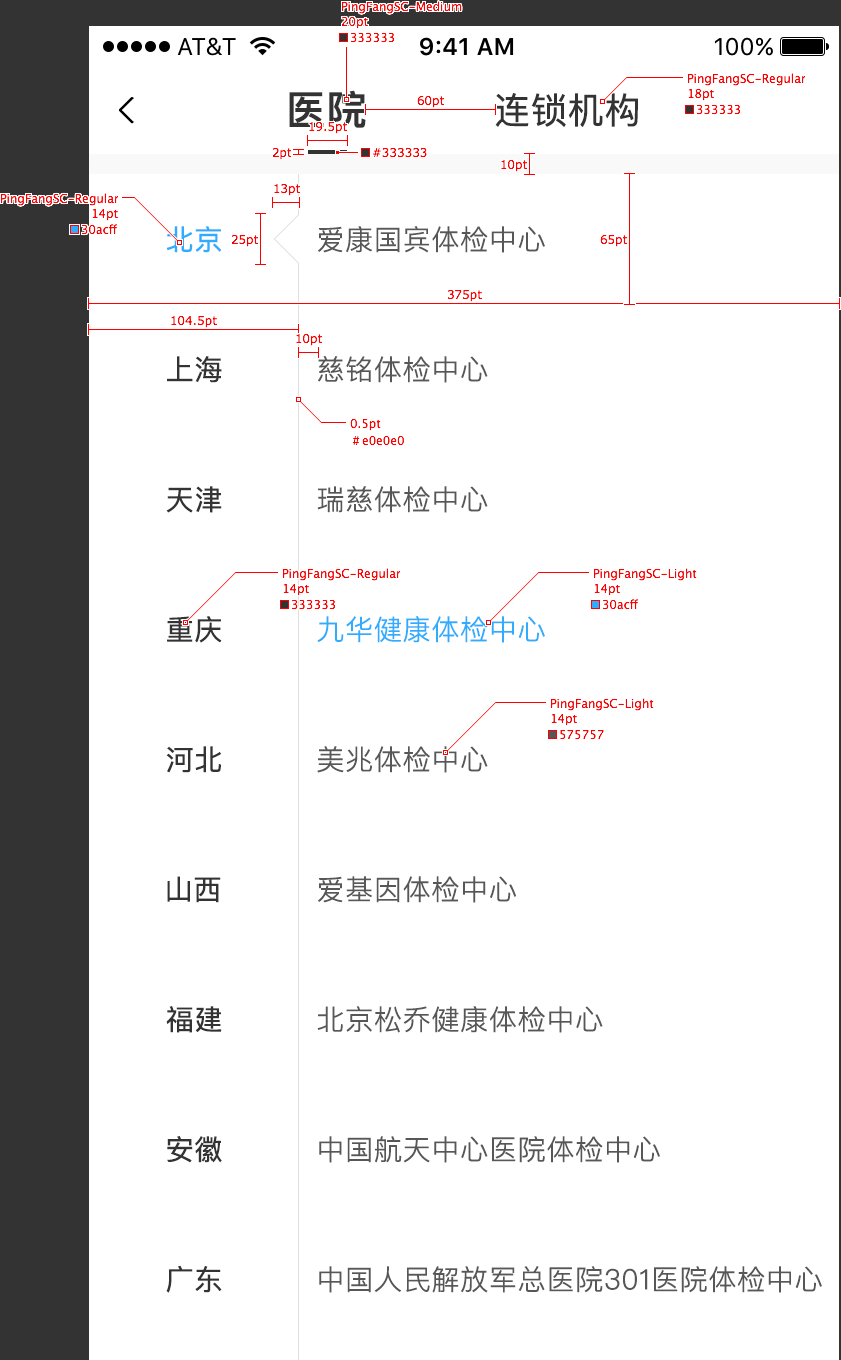 PingFangSC-Medium
20pt
333333
AT&T
9:41 AM
100%
PingFangSC-Regular
18pt
333333
医院
60pt
连锁机构
19.5pt
2pt
#333333
10pt
13pt
PingFangSC-Regular
14pt
30acff
北京
25pt
爱康国宾体检中心
65pt
375pt
104.5pt
10pt
上海
慈铭体检中心
0.5pt
#e0e0e0
天津
瑞慈体检中心
PingFangSC-Regular
14pt
333333
PingFangSC-Light
14pt
30acff
重庆
九华健康体检中心
PingFangSC-Light
14pt
575757
河北
美兆体检中心
山西
爱基因体检中心
福建
北京松乔健康体检中心
安徽
中国航天中心医院体检中心
广东
中国人民解放军总医院301医院体检中心